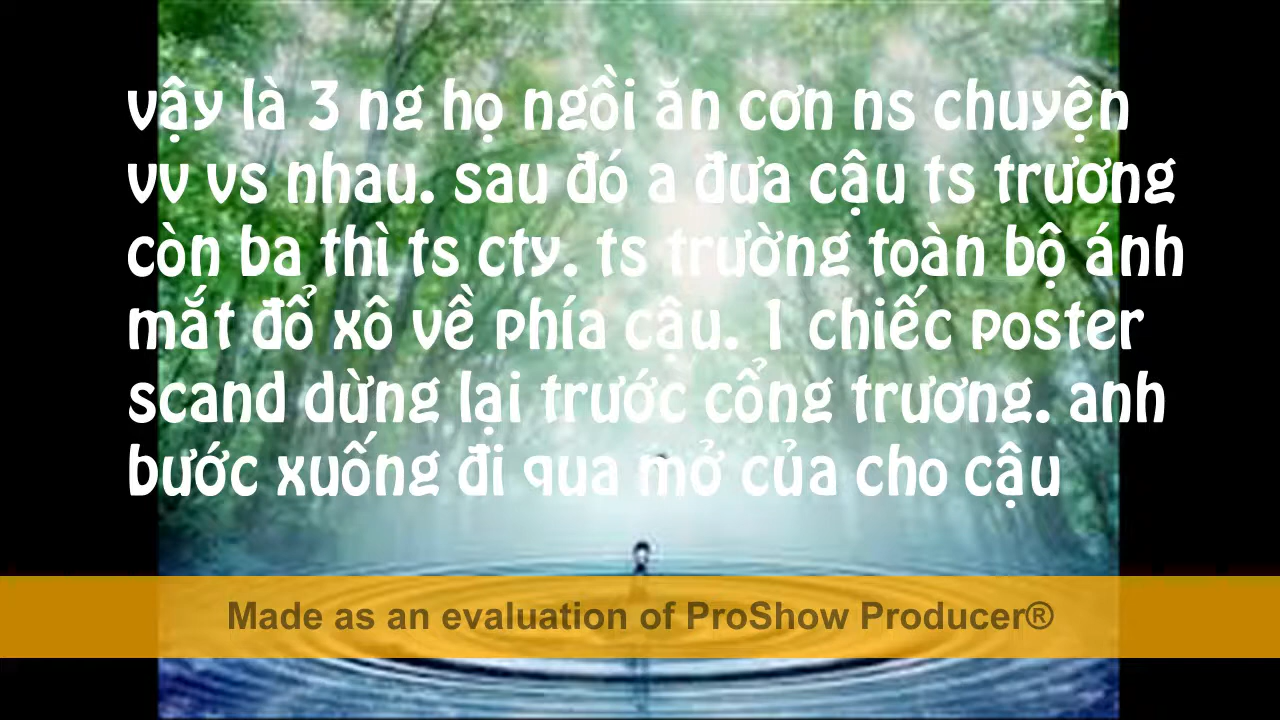 vậy là 3 ng họ ngồi ăn cơn ns chuyện
vv vs nhau. sau đó a đưa cậu ts trương
còn ba thì ts cty. ts trường toàn bộ ánh
mắt đổ xô về phía câu. 1 chiếc poster
scand dừng lại trước cổng trương. anh
bước xuống đi qua mở của cho cậu
Made as an evaluation of ProShow Producer®